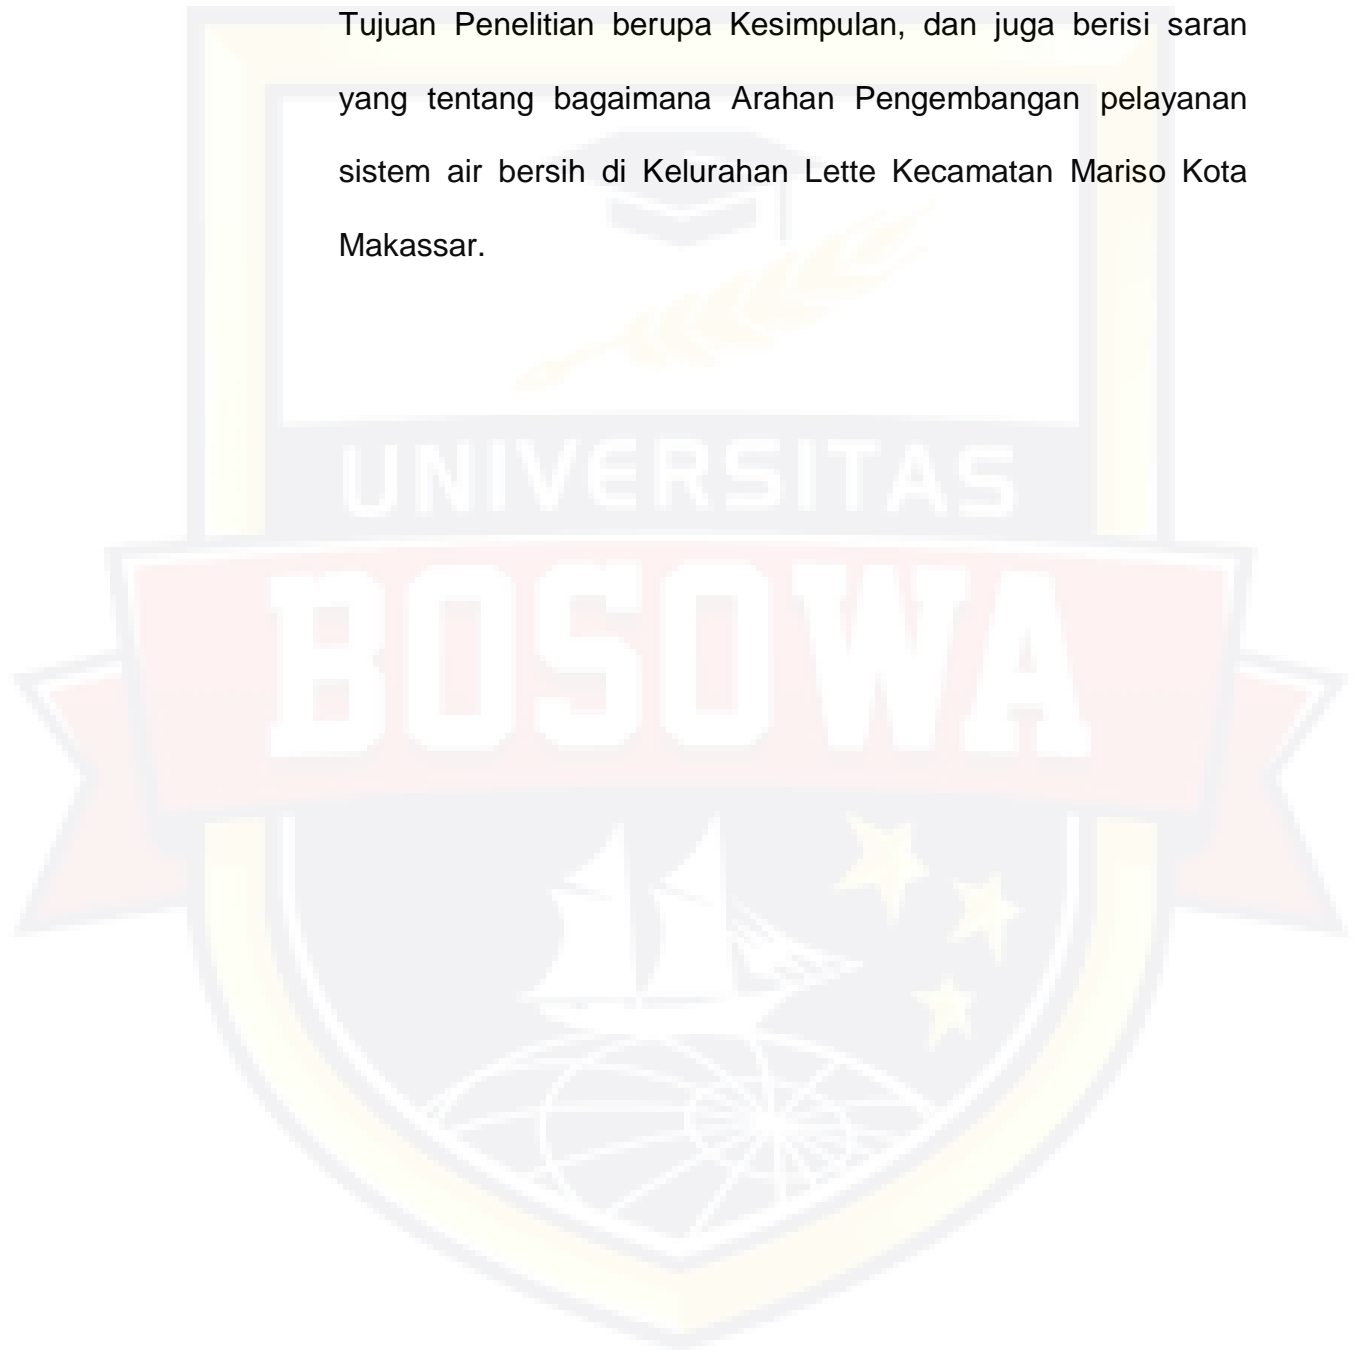 Tujuan Penelitian berupa Kesimpulan, dan juga berisi saran
yang tentang bagaimana Arahan Pengembangan pelayanan
sistem air bersih di Kelurahan Lette Kecamatan Mariso Kota
Makassar.
UNIVERSITAS
BOSOWA